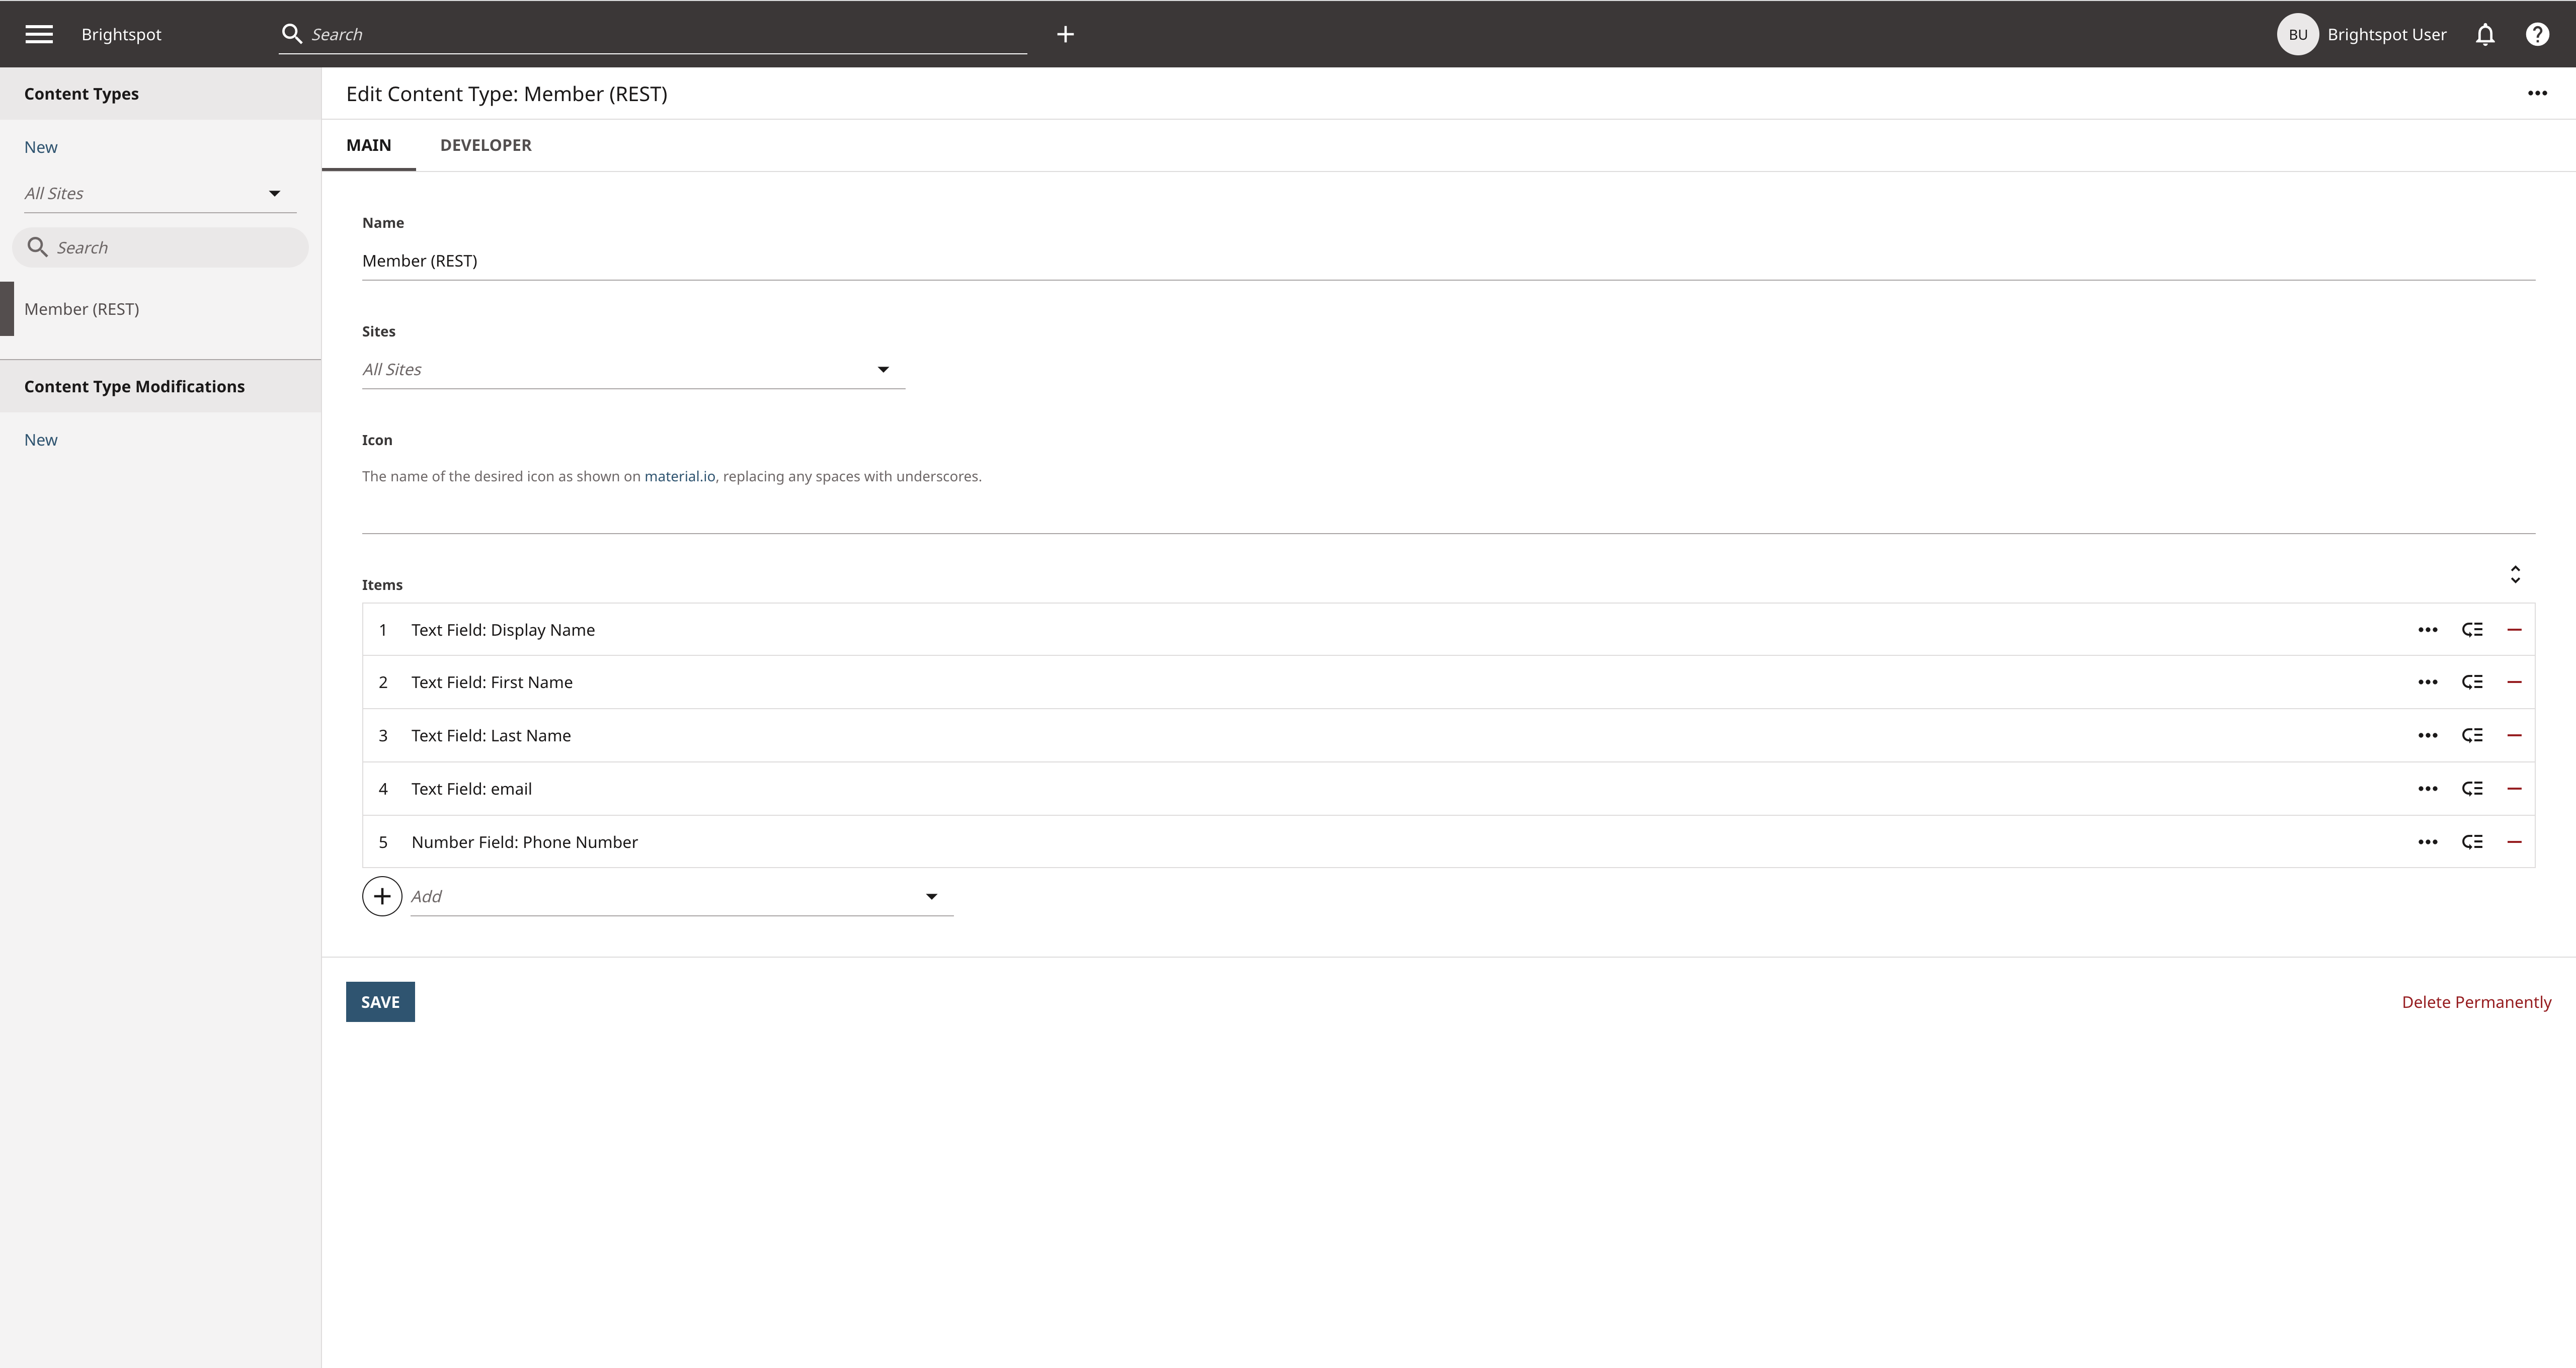 Brightspot
Search
BU
Brightspot User
Content Types
New
All Sites
Search
Member (REST)
Content Type Modifications
New
Edit Content Type: Member (REST)
MAIN
DEVELOPER
Name
Member (REST)
Sites
All Sites
Icon
The name of the desired icon as shown on material.io, replacing any spaces with underscores.
Items
1 Text Field: Display Name
2 Text Field: First Name
3 Text Field: Last Name
4 Text Field: email
5 Number Field: Phone Number
Add
SAVE
Delete Permanently